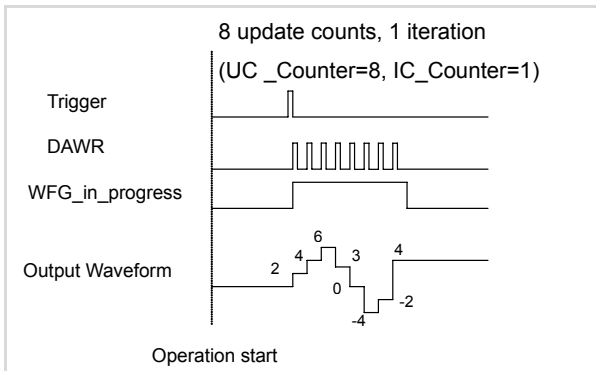 8 update counts, 1 iteration
(UC _Counter=8, IC_Counter=1)
Trigger
DAWR
WFG_in_progress
Output Waveform
2
4
6
3
0
-4
-2
4
Operation start